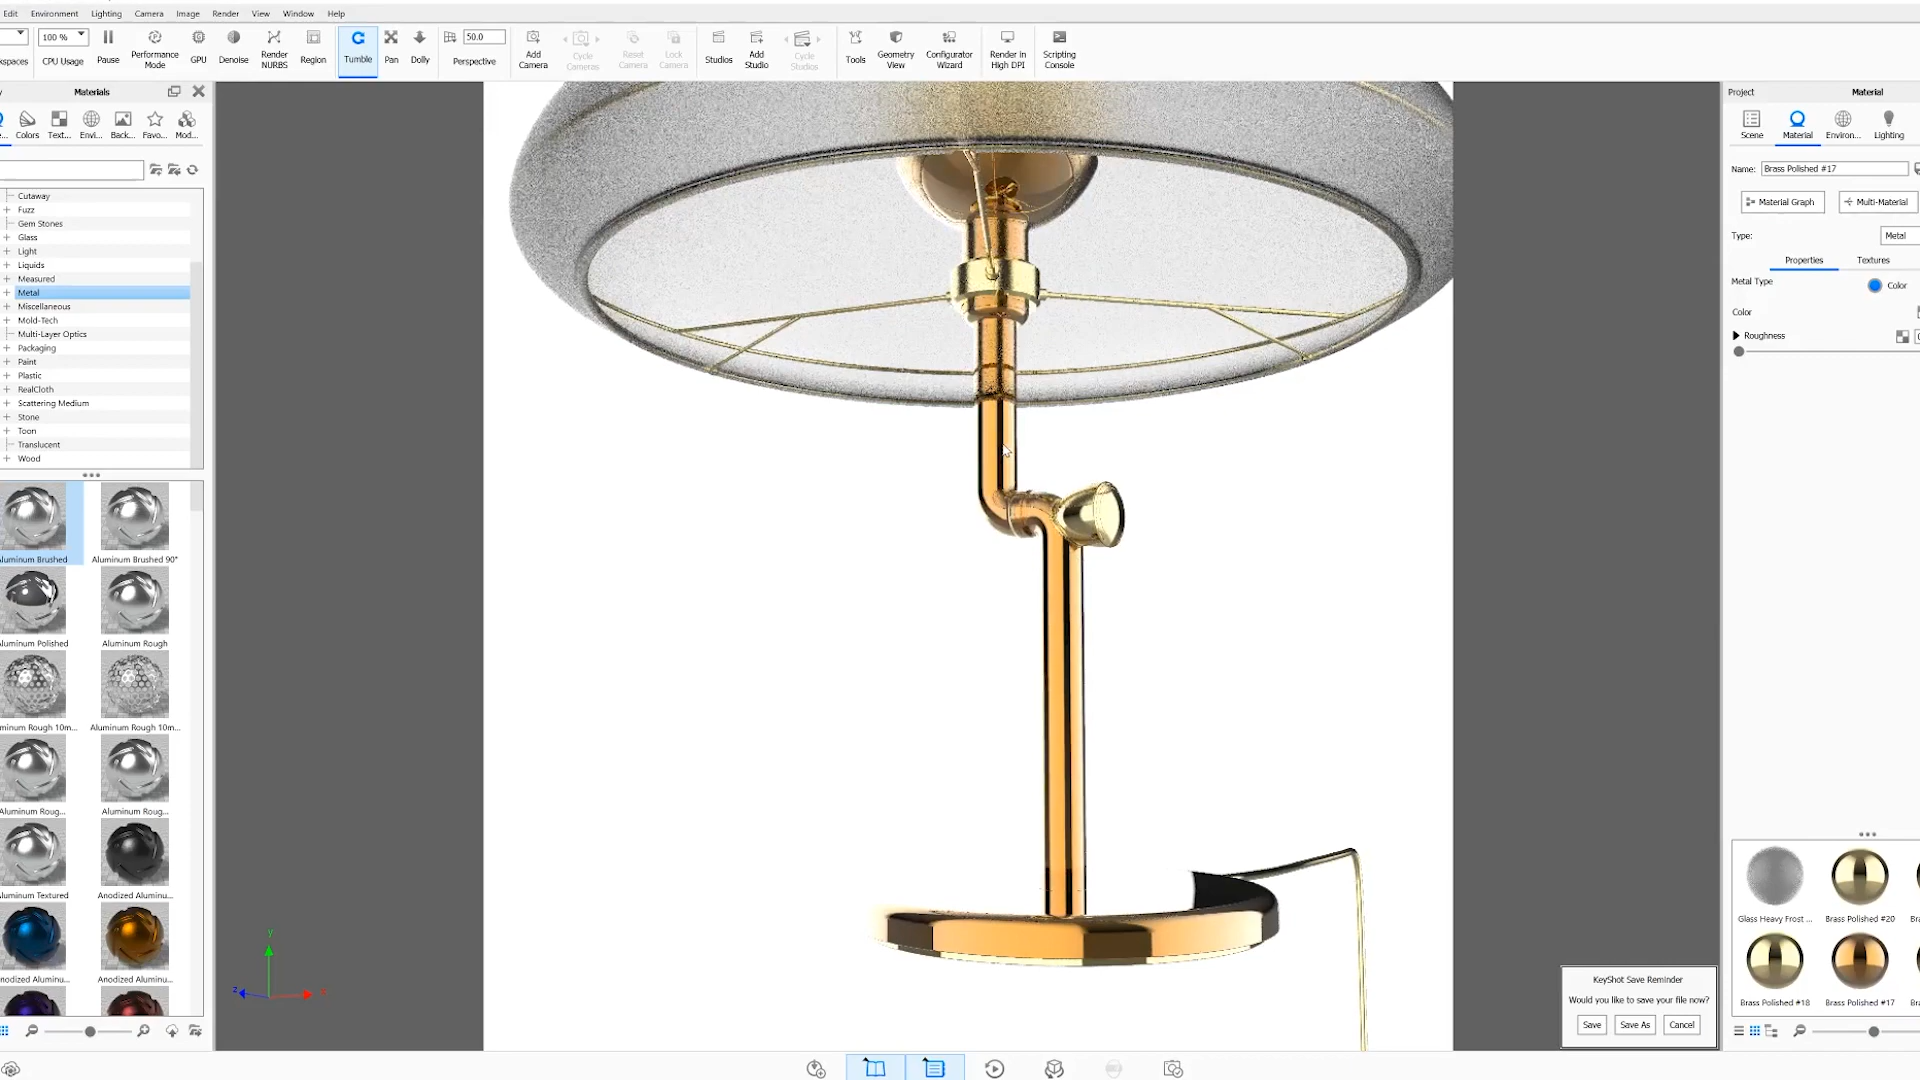 Edit Environment Lighting Camera Image Render View Window Help
100 %
50.0
kspaces CPU Usage Pause Performance Mode GPU Denoise Render NURBS Region Tumble Pan Dolly Perspective Add Camera Cycle Cameras Reset Camera Lock Camera Studios Add Studio Cycle Studios Tools Geometry View Configurator Wizard Render in High DPI Scripting Console
Materials
Colors Text... Envi... Back... Favo... Mod...
Cutaway
Fuzz
Gem Stones
Glass
Light
Liquids
Measured
Metal
Miscellaneous
Mold-Tech
Multi-Layer Optics
Packaging
Paint
Plastic
RealCloth
Scattering Medium
Stone
Toon
Translucent
Wood
Aluminum Brushed Aluminum Brushed 90°
Aluminum Polished Aluminum Rough
minum Rough 10m... Aluminum Rough 10m...
Aluminum Roug... Aluminum Roug...
Aluminum Textured Anodized Aluminu...
nodized Aluminu... Anodized Aluminu...
y
z
Project Material
Scene Material Environ... Lighting
Name: Brass Polished #17
Material Graph Multi-Material
Type: Metal
Properties Textures
Metal Type Color
Color
Roughness
Glass Heavy Frost ... Brass Polished #20 Bra
Brass Polished #18 Brass Polished #17 Bra
KeyShot Save Reminder
Would you like to save your file now?
Save Save As Cancel